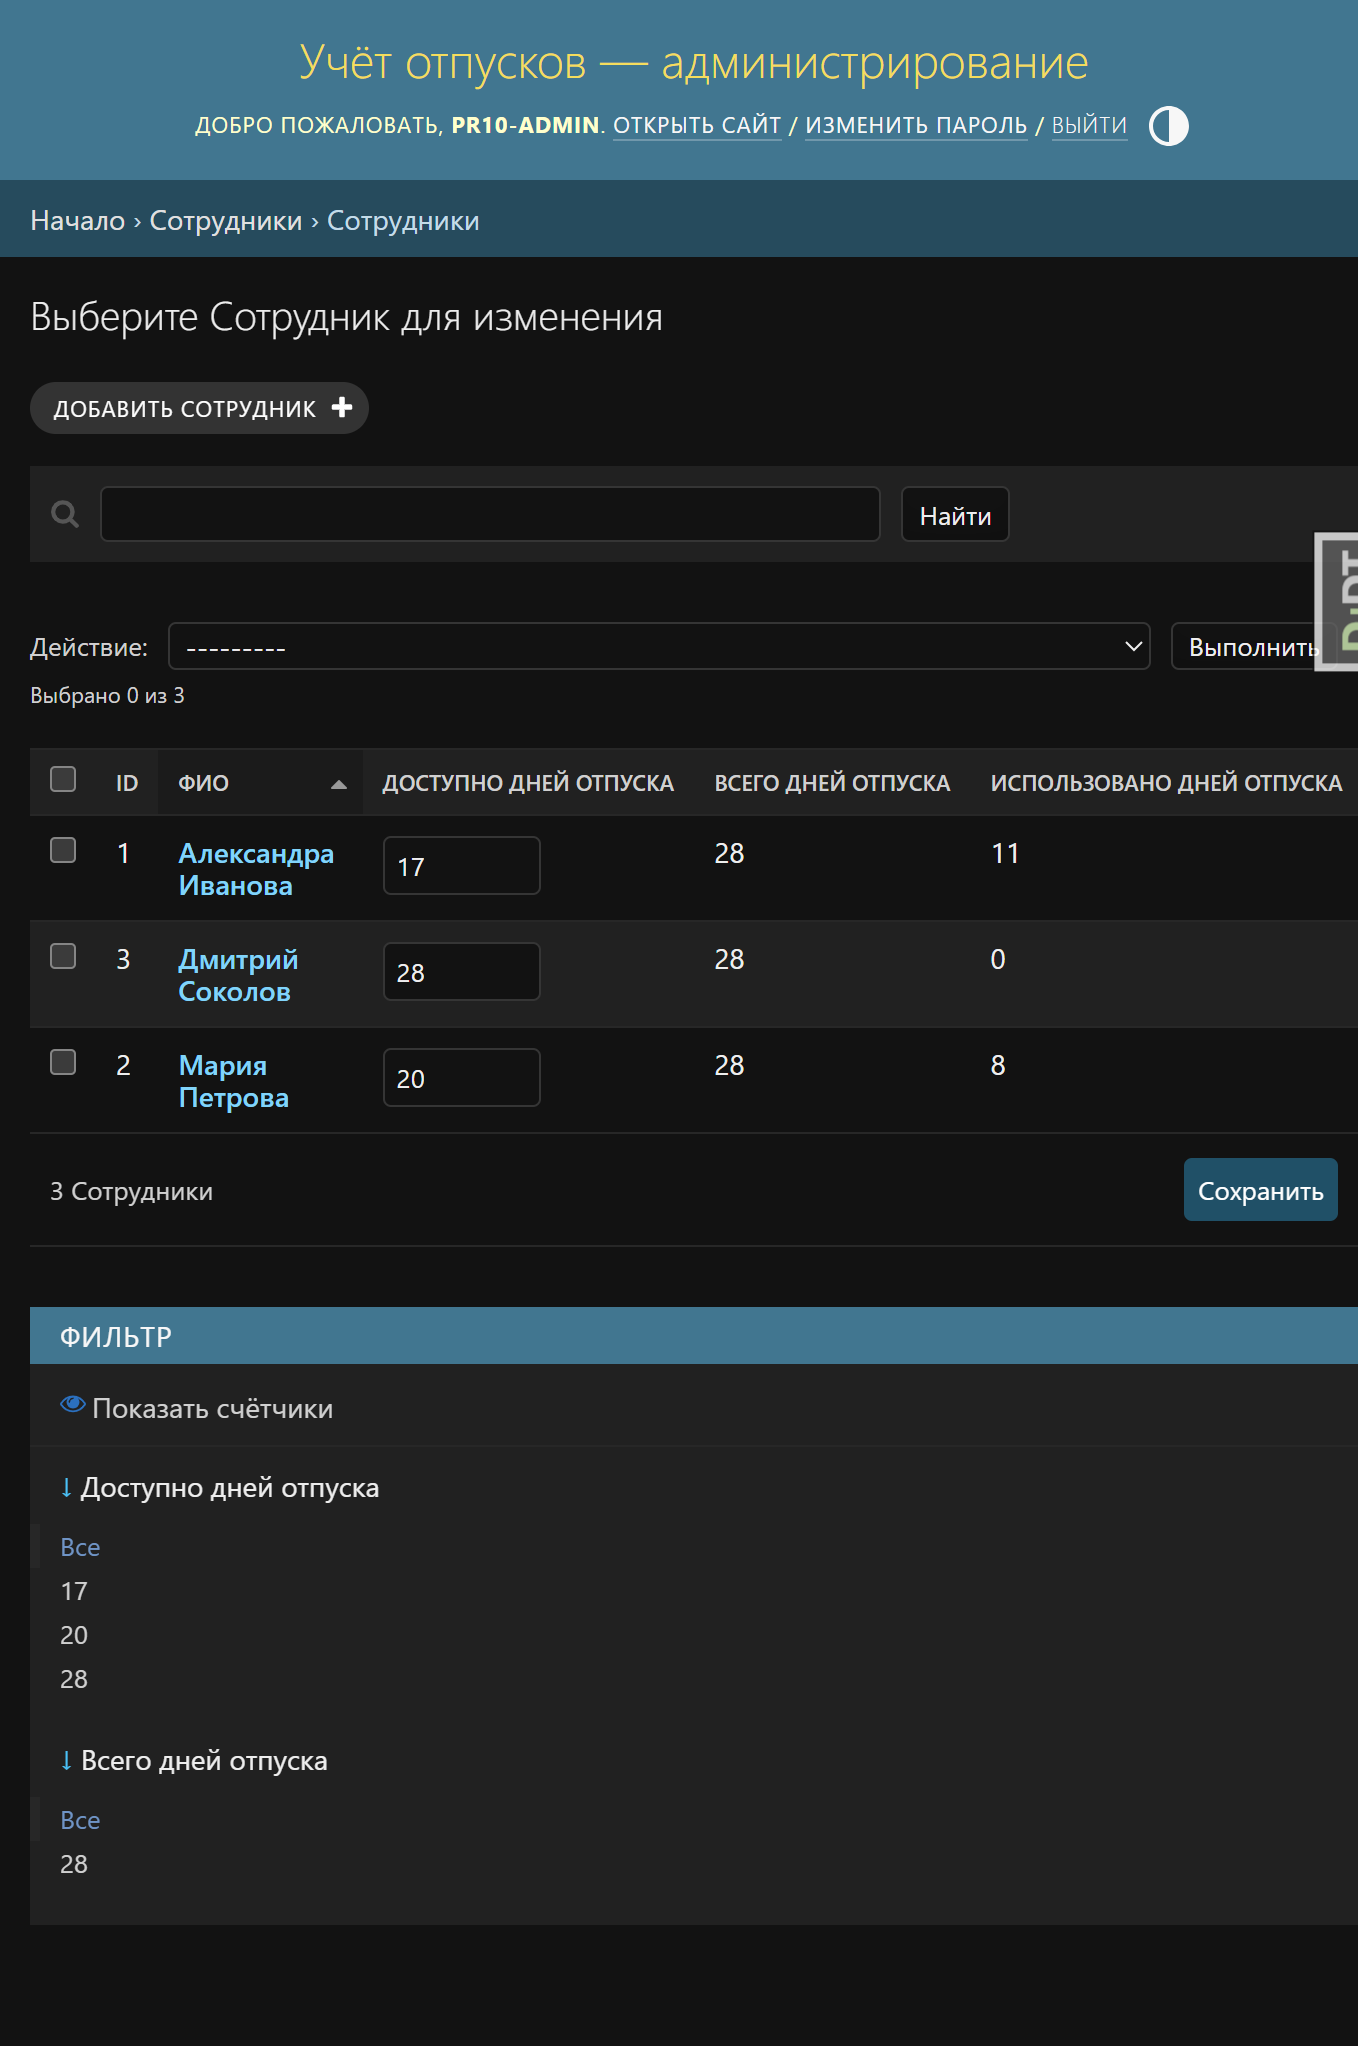 Учёт отпусков — администрирование
ДОБРО ПОЖАЛОВАТЬ, PR10-ADMIN. ОТКРЫТЬ САЙТ / ИЗМЕНИТЬ ПАРОЛЬ / ВЫЙТИ
Начало › Сотрудники › Сотрудники
Выберите Сотрудник для изменения
ДОБАВИТЬ СОТРУДНИК
Найти
Действие: --------- Выполнить
Выбрано 0 из 3
ID ФИО ДОСТУПНО ДНЕЙ ОТПУСКА ВСЕГО ДНЕЙ ОТПУСКА ИСПОЛЬЗОВАНО ДНЕЙ ОТПУСКА
1 Александра Иванова 17 28 11
3 Дмитрий Соколов 28 28 0
2 Мария Петрова 20 28 8
3 Сотрудники Сохранить
ФИЛЬТР
Показать счётчики
↓ Доступно дней отпуска
Все
17
20
28
↓ Всего дней отпуска
Все
28